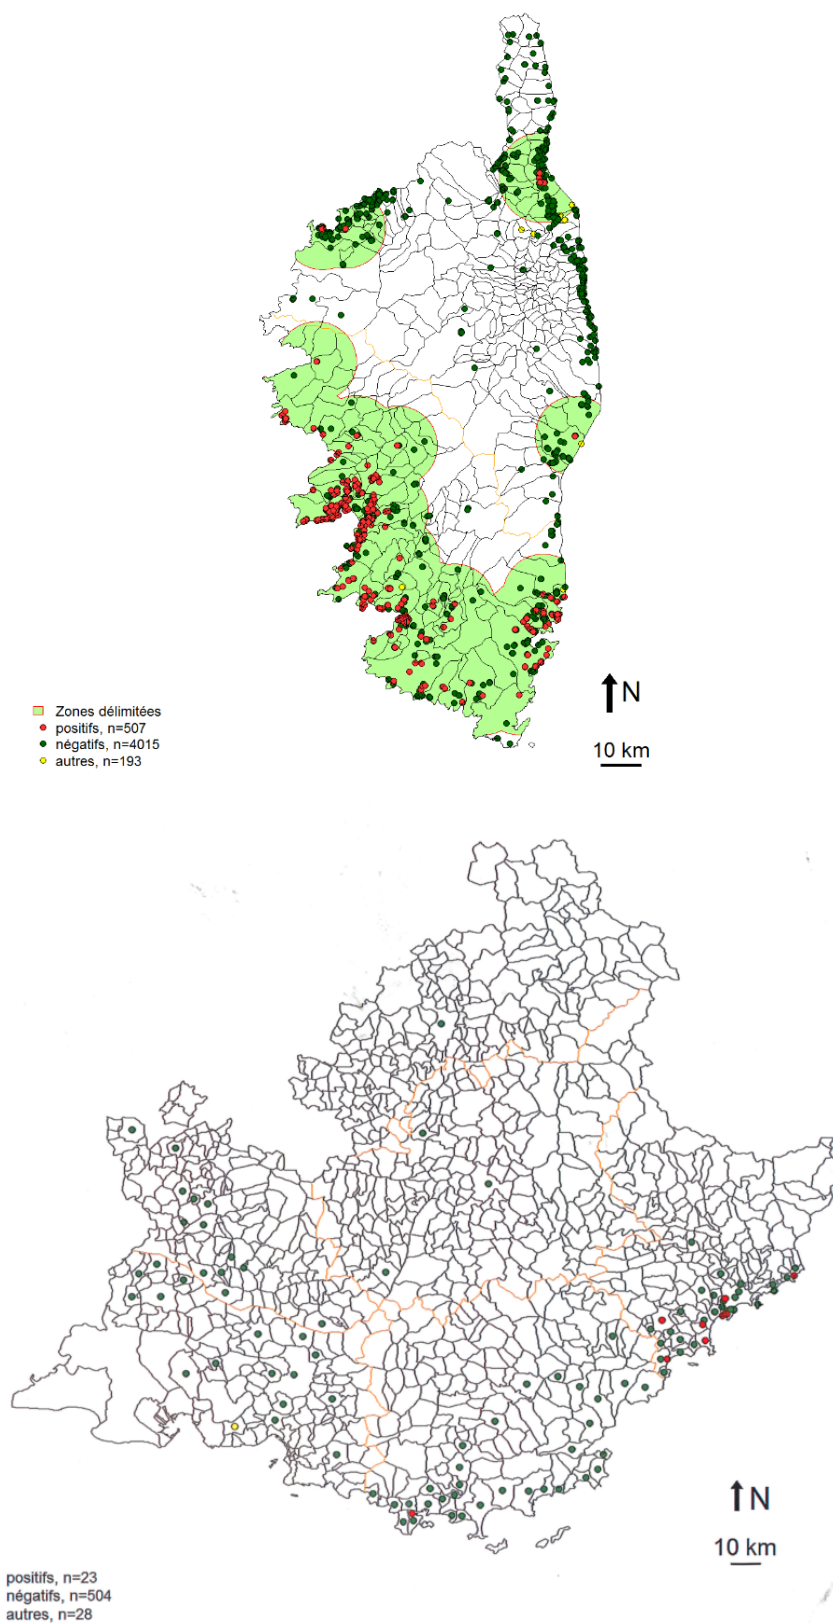 N
10 km
Zones délimitées
positifs, n=507
négatifs, n=4015
autres, n=193
N
10 km
positifs, n=23
négatifs, n=504
autres, n=28